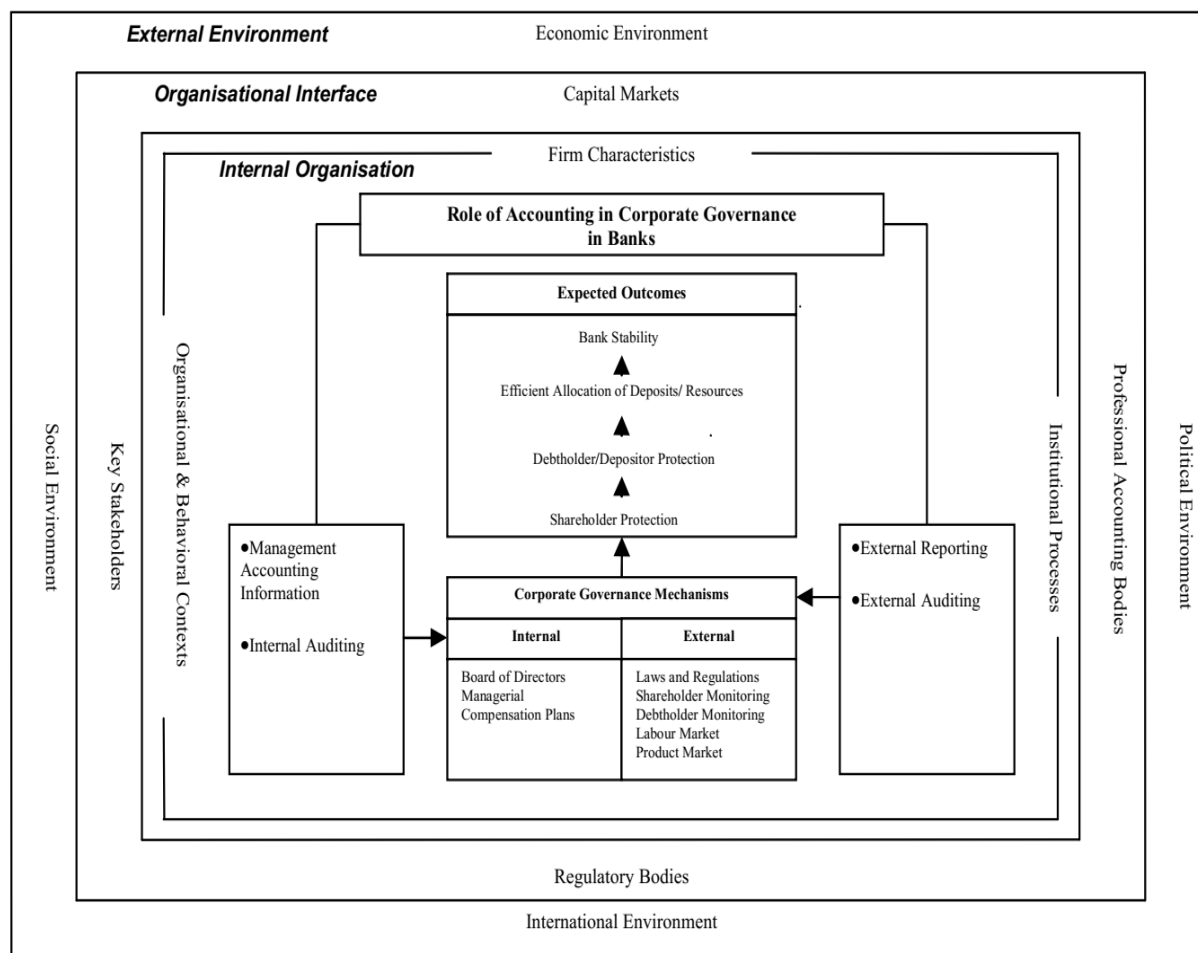 External Environment
Economic Environment
Organisational Interface
Capital Markets
Firm Characteristics
Internal Organisation
Role of Accounting in Corporate Governance
in Banks
Expected Outcomes
Bank Stability
Efficient Allocation of Deposits/ Resources
Debtholder/Depositor Protection
Shareholder Protection
Social Environment
Key Stakeholders
Organisational & Behavioral Contexts
●Management
Accounting
Information
●Internal Auditing
Corporate Governance Mechanisms
Internal
External
Board of Directors
Managerial
Compensation Plans
Laws and Regulations
Shareholder Monitoring
Debtholder Monitoring
Labour Market
Product Market
●External Reporting
●External Auditing
Institutional Processes
Professional Accounting Bodies
Political Environment
Regulatory Bodies
International Environment